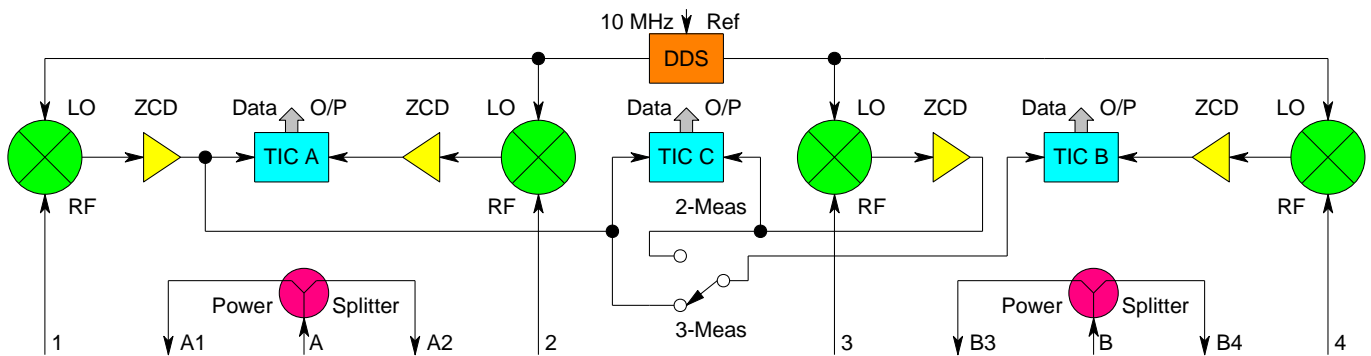 10 MHz Ref
DDS
LO ZCD Data O/P ZCD LO Data O/P LO ZCD Data O/P ZCD LO
TIC A TIC C TIC B
RF RF 2-Meas RF RF
Power Splitter Power Splitter
3-Meas
1 A1 A A2 2 3 B3 B B4 4